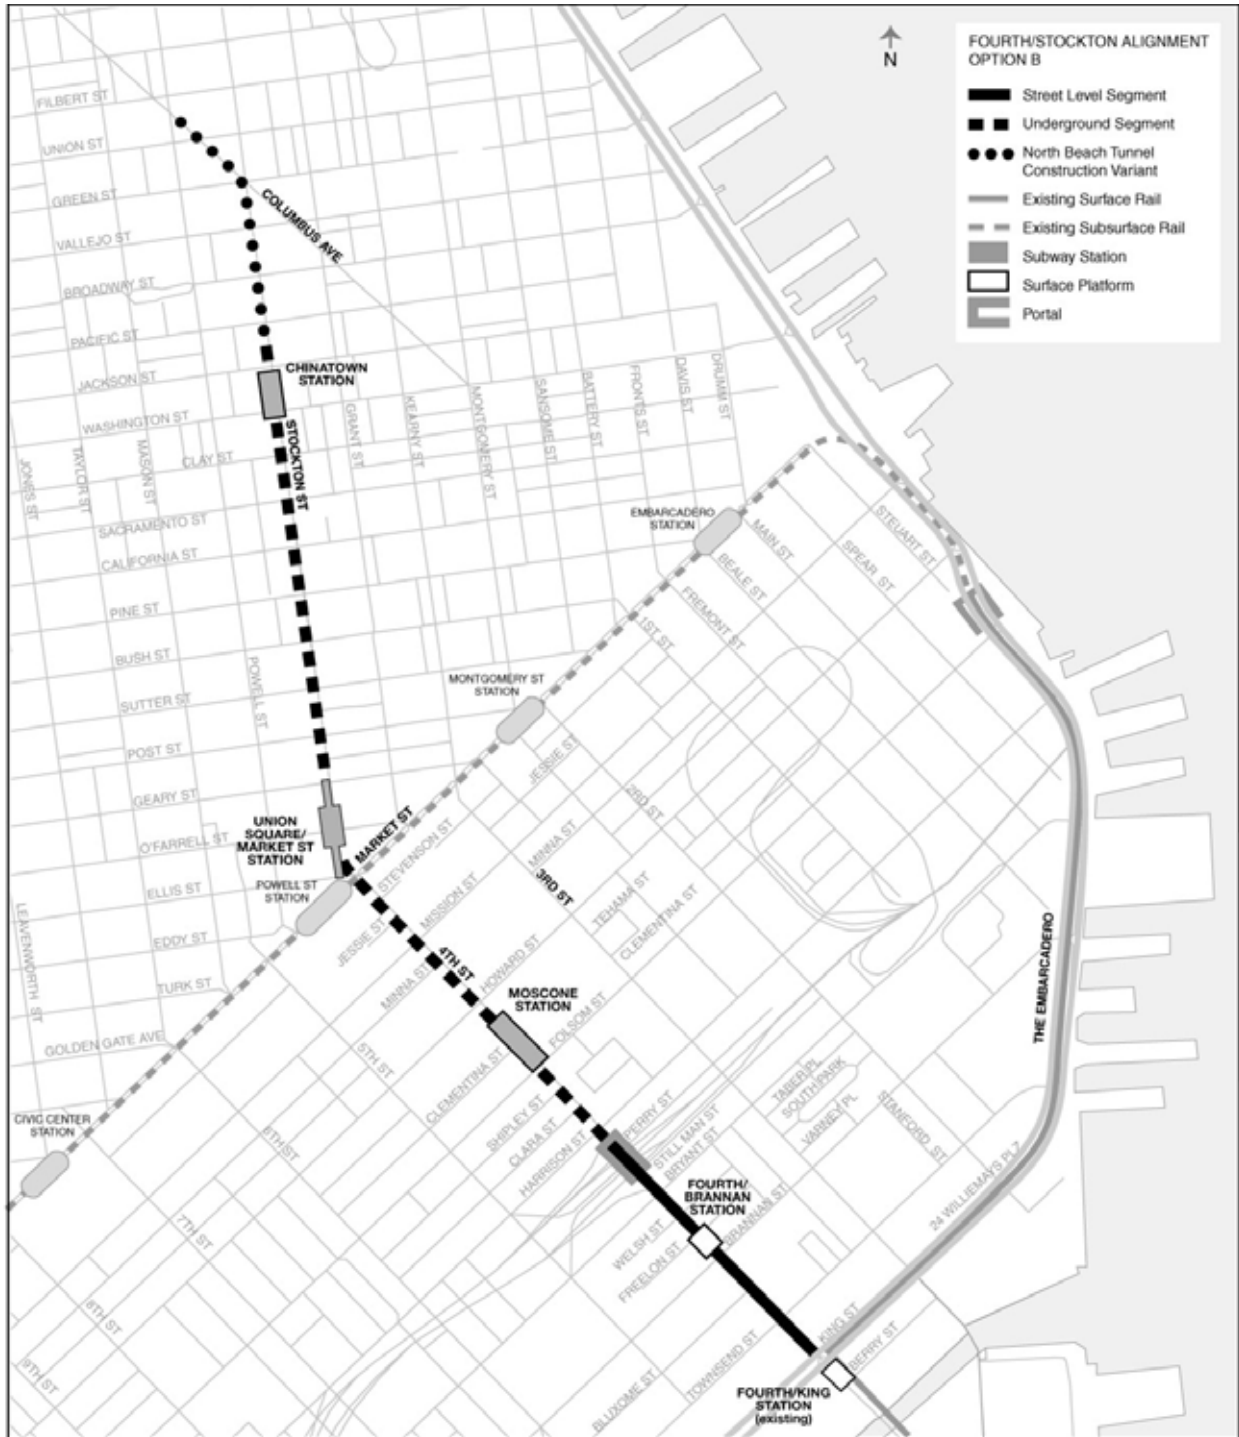 N
FOURTH/STOCKTON ALIGNMENT
OPTION B
Street Level Segment
Underground Segment
North Beach Tunnel
Construction Variant
Existing Surface Rail
Existing Subsurface Rail
Subway Station
Surface Platform
Portal
FILBERT ST
UNION ST
GREEN ST
VALLEJO ST
BROADWAY ST
COLUMBUS AVE
PACIFIC ST
JACKSON ST
CHINATOWN
STATION
WASHINGTON ST
CLAY ST
STOCKTON ST
GRANT ST
KEARNY ST
MONTGOMERY ST
SANSOME ST
BATTERY ST
FRONTS ST
DAVIS ST
DRUMM ST
JONES ST
TAYLOR ST
MASON ST
SACRAMENTO ST
CALIFORNIA ST
PINE ST
BUSH ST
SUTTER ST
POWELL ST
POST ST
GEARY ST
O'FARRELL ST
ELLIS ST
EDDY ST
TURK ST
GOLDEN GATE AVE
LEAVENWORTH ST
EMBARCADERO
STATION
MAIN ST
SPEAR ST
STEUART ST
BEALE ST
FREMONT ST
1ST ST
MONTGOMERY ST
STATION
JESSIE ST
2RD ST
UNION
SQUARE/
MARKET ST
STATION
MARKET ST
POWELL ST
STATION
STEVENSON ST
MINNA ST
3RD ST
TEHAMA ST
CLEMENTINA ST
MISSION ST
JESSIE ST
MINNA ST
4TH ST
HOWARD ST
MOSCONE
STATION
FOLSOM ST
5TH ST
CLEMENTINA ST
SHIPLEY ST
CLARA ST
HARRISON ST
PERRY ST
STILL MAN ST
BRYANT ST
TABER PL
SOUTH PARK
VARNEY PL
STANFORD ST
THE EMBARCADERO
24 WILLIEMAYS PLZ
CIVIC CENTER
STATION
6TH ST
7TH ST
8TH ST
9TH ST
FOURTH/
BRANNAN
STATION
BRANNAN ST
WELSH ST
FREELON ST
KING ST
BERRY ST
TOWNSEND ST
BLUXOME ST
FOURTH/KING
STATION
(existing)